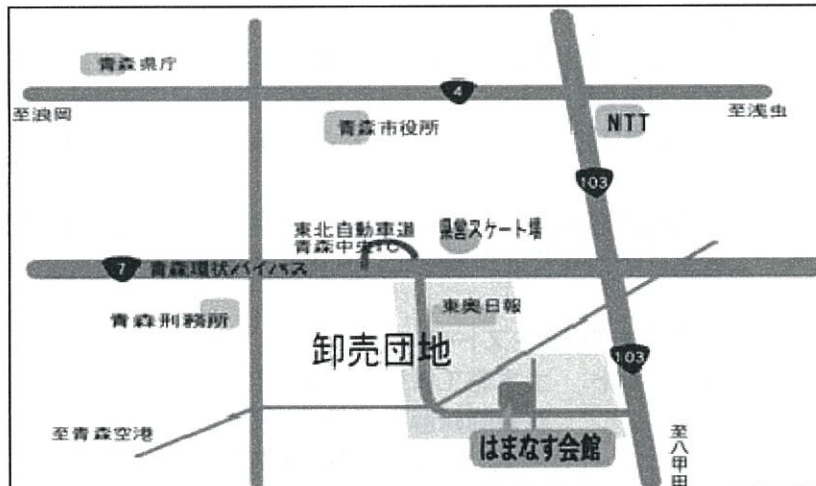 青森県庁
4
至浪岡
青森市役所
NTT
至浅虫
103
東北自動車道
青森中央IC
県営スケート場
7
青森環状バイパス
東奥日報
青森刑務所
卸売団地
103
至青森空港
はまなす会館
至八甲田